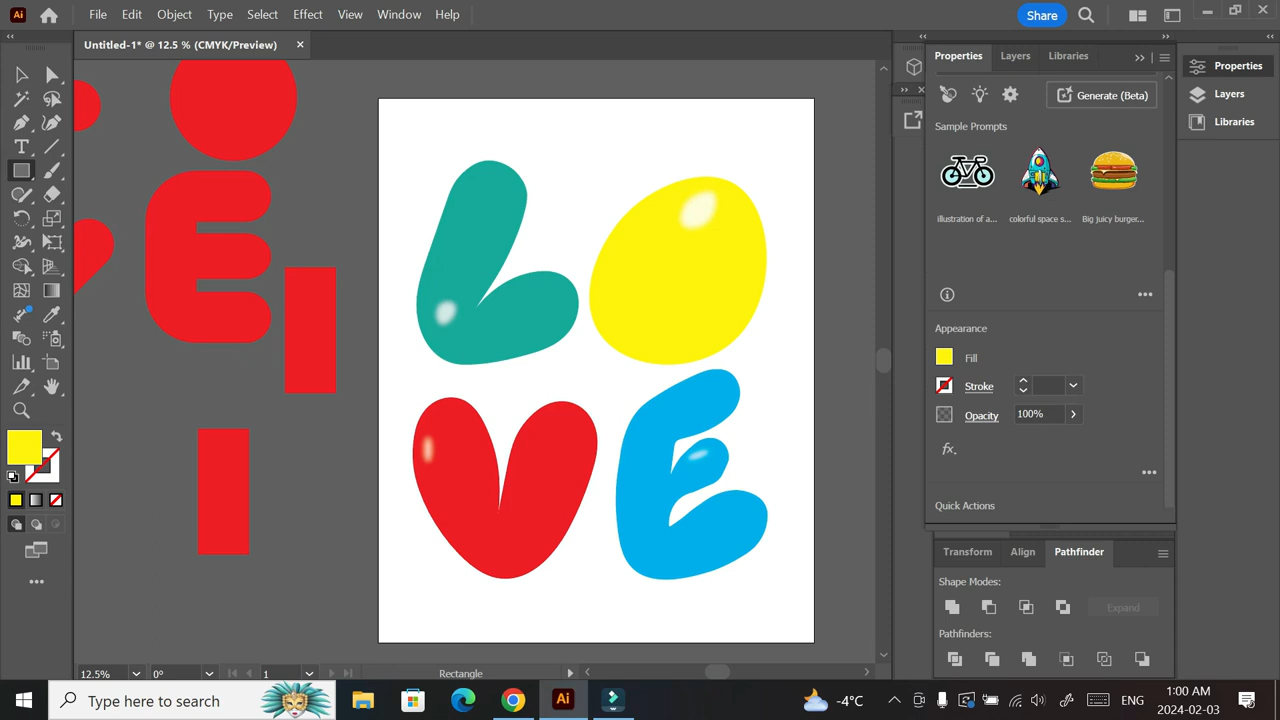 Ai File Edit Object Type Select Effect View Window Help Share
Untitled-1* @ 12.5 % (CMYK/Preview) ×
Properties Layers Libraries
Properties
Layers
Libraries
Generate (Beta)
Sample Prompts
illustration of a... colorful space s... Big juicy burger...
Appearance
Fill
Stroke
Opacity 100%
fx.
Quick Actions
Transform Align Pathfinder
Shape Modes:
Expand
Pathfinders:
E
LO
VE
12.5% 0° 1 Rectangle
Type here to search Ai -4°C ENG 1:00 AM
2024-02-03